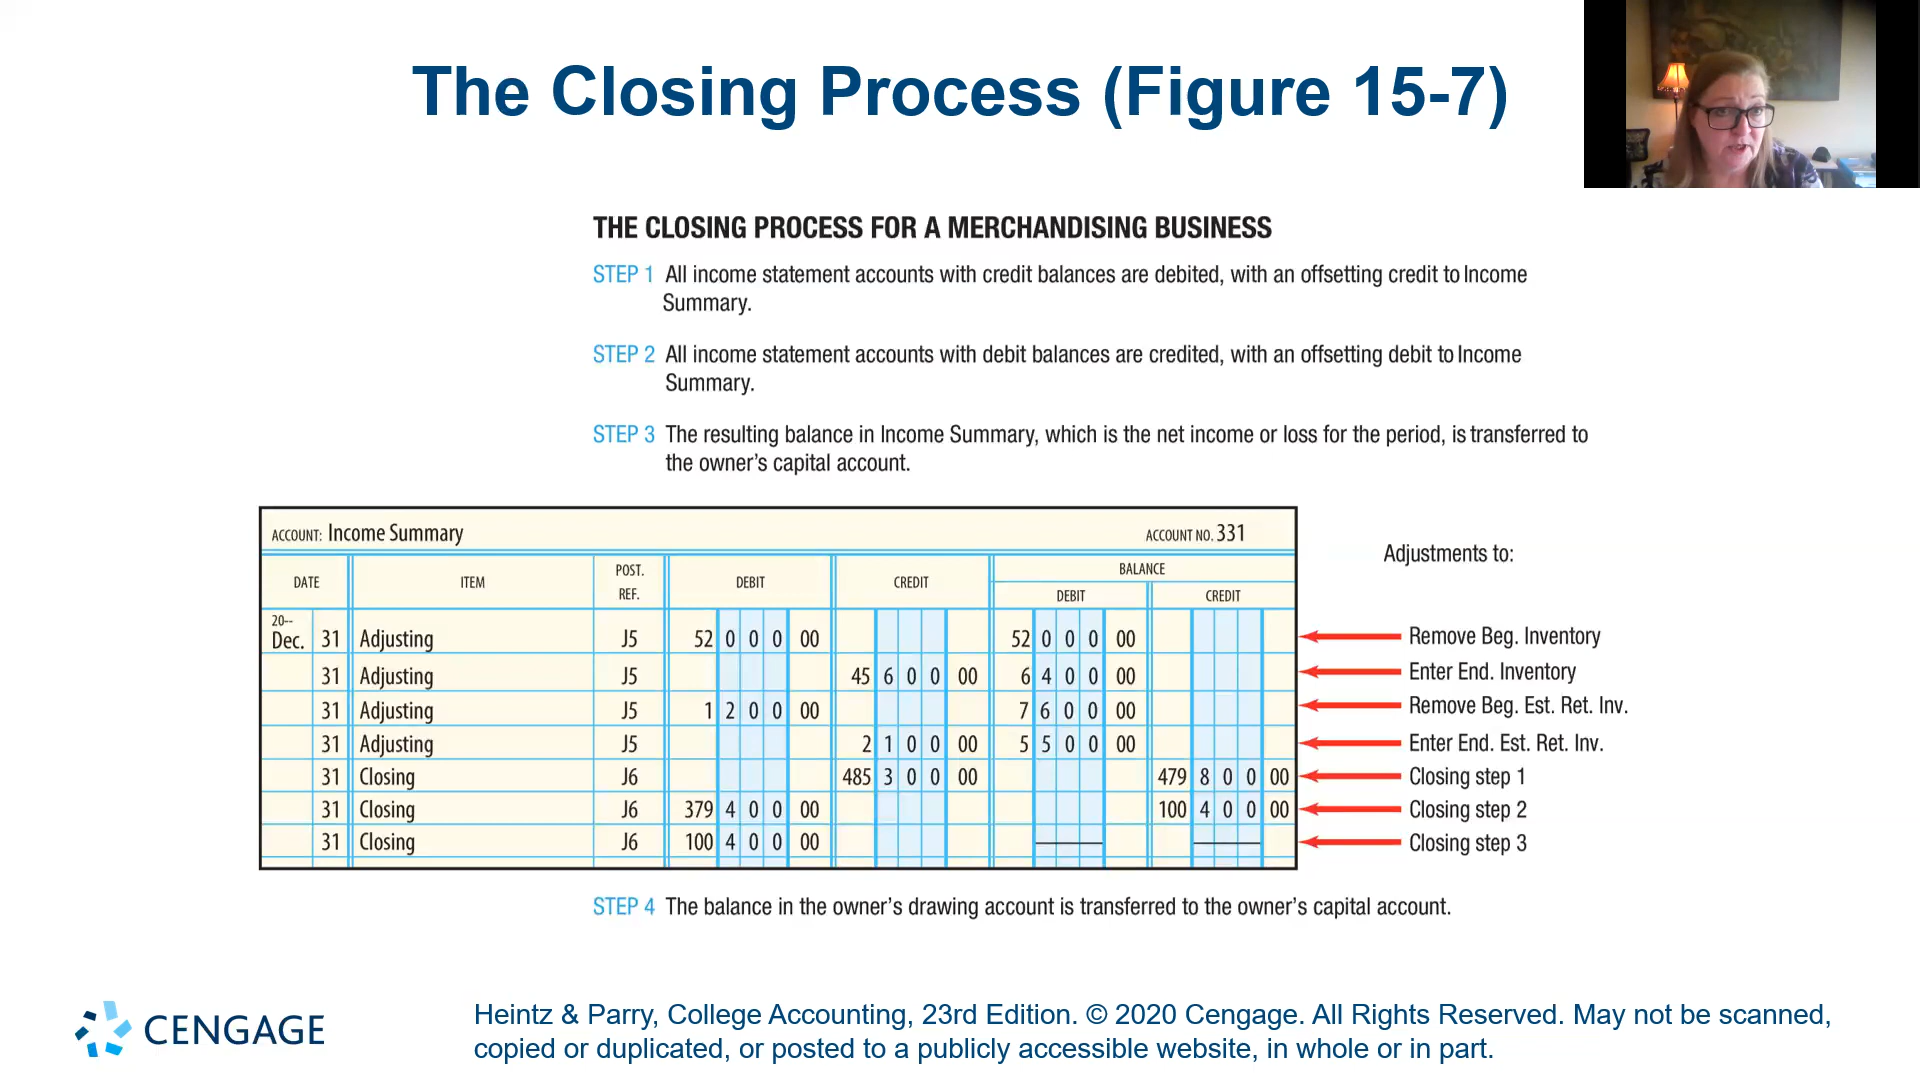 The Closing Process (Figure 15-7)
THE CLOSING PROCESS FOR A MERCHANDISING BUSINESS
STEP 1 All income statement accounts with credit balances are debited, with an offsetting credit to Income
Summary.
STEP 2 All income statement accounts with debit balances are credited, with an offsetting debit to Income
Summary.
STEP 3 The resulting balance in Income Summary, which is the net income or loss for the period, is transferred to
the owner's capital account.
ACCOUNT: Income Summary ACCOUNT NO. 331
Adjustments to:
DATE ITEM POST. REF. DEBIT CREDIT BALANCE
DEBIT CREDIT
20--
Dec. 31 Adjusting J5 52 0 0 0 00 52 0 0 0 00 Remove Beg. Inventory
31 Adjusting J5 45 6 0 0 00 6 4 0 0 00 Enter End. Inventory
31 Adjusting J5 1 2 0 0 00 7 6 0 0 00 Remove Beg. Est. Ret. Inv.
31 Adjusting J5 2 1 0 0 00 5 5 0 0 00 Enter End. Est. Ret. Inv.
31 Closing J6 485 3 0 0 00 479 8 0 0 00 Closing step 1
31 Closing J6 379 4 0 0 00 100 4 0 0 00 Closing step 2
31 Closing J6 100 4 0 0 00 Closing step 3
STEP 4 The balance in the owner's drawing account is transferred to the owner's capital account.
CENGAGE
Heintz & Parry, College Accounting, 23rd Edition. © 2020 Cengage. All Rights Reserved. May not be scanned,
copied or duplicated, or posted to a publicly accessible website, in whole or in part.